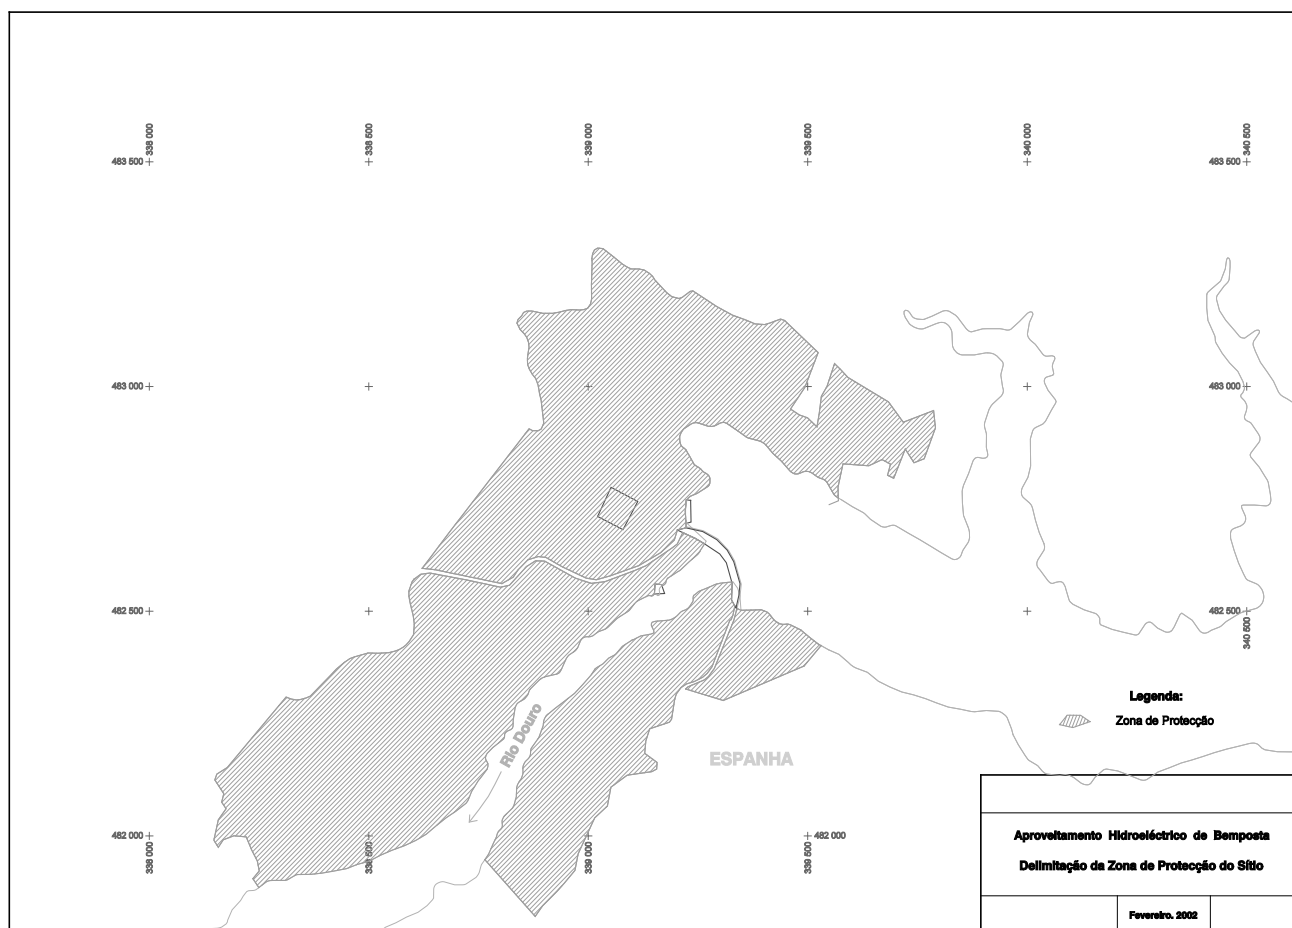 338 000
338 500
339 000
339 500
340 000
340 500
483 500
483 500
483 000
482 500
482 500
340 500
Legenda:
Zona de Protecção
Rio Douro
ESPANHA
482 000
482 000
338 000
338 500
339 000
339 500
Aproveitamento Hidroeléctrico de Bemposta
Delimitação da Zona de Protecção do Sítio
Fevereiro. 2002